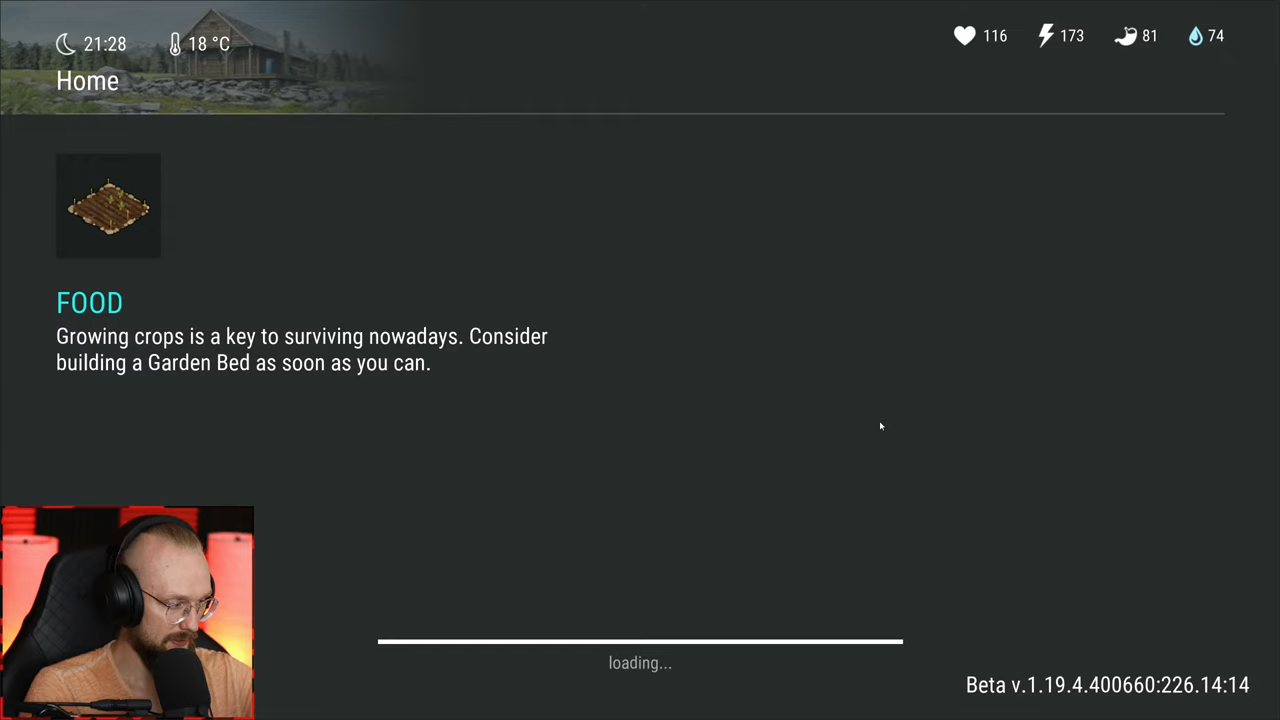 21:28 18 °C 116 173 81 74
Home
FOOD
Growing crops is a key to surviving nowadays. Consider
building a Garden Bed as soon as you can.
loading...
Beta v.1.19.4.400660:226.14:14